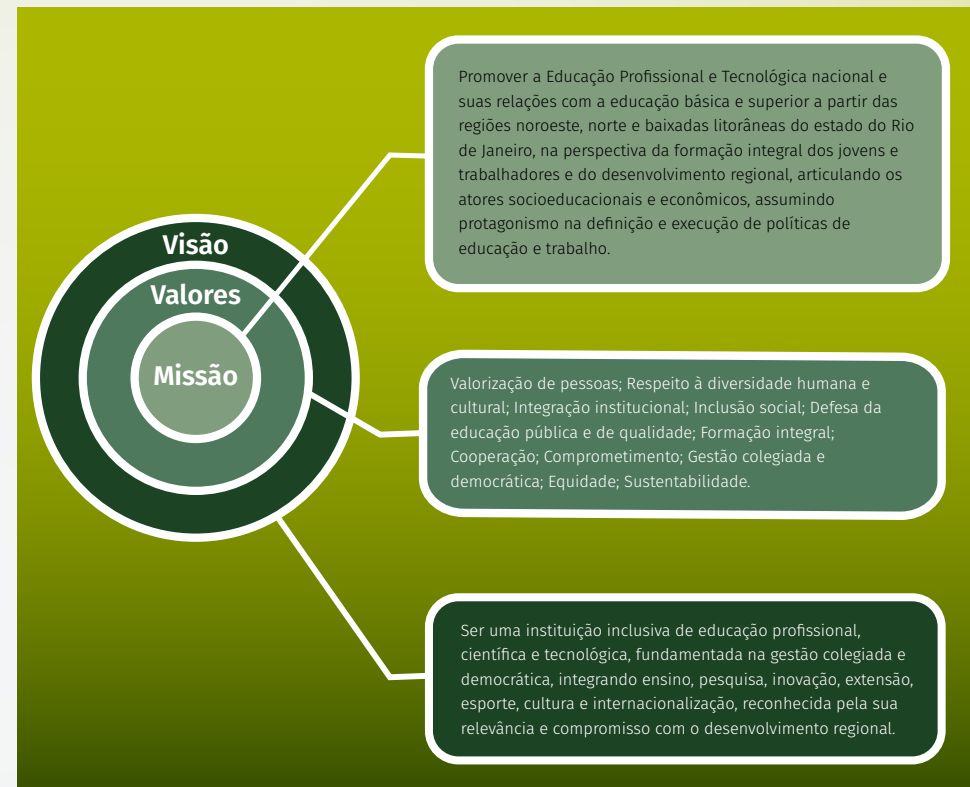 Visão
Valores
Missão
Promover a Educação Profissional e Tecnológica nacional e
suas relações com a educação básica e superior a partir das
regiões noroeste, norte e baixadas litorâneas do estado do Rio
de Janeiro, na perspectiva da formação integral dos jovens e
trabalhadores e do desenvolvimento regional, articulando os
atores socioeducacionais e econômicos, assumindo
protagonismo na definição e execução de políticas de
educação e trabalho.
Valorização de pessoas; Respeito à diversidade humana e
cultural; Integração institucional; Inclusão social; Defesa da
educação pública e de qualidade; Formação integral;
Cooperação; Comprometimento; Gestão colegiada e
democrática; Equidade; Sustentabilidade.
Ser uma instituição inclusiva de educação profissional,
científica e tecnológica, fundamentada na gestão colegiada e
democrática, integrando ensino, pesquisa, inovação, extensão,
esporte, cultura e internacionalização, reconhecida pela sua
relevância e compromisso com o desenvolvimento regional.